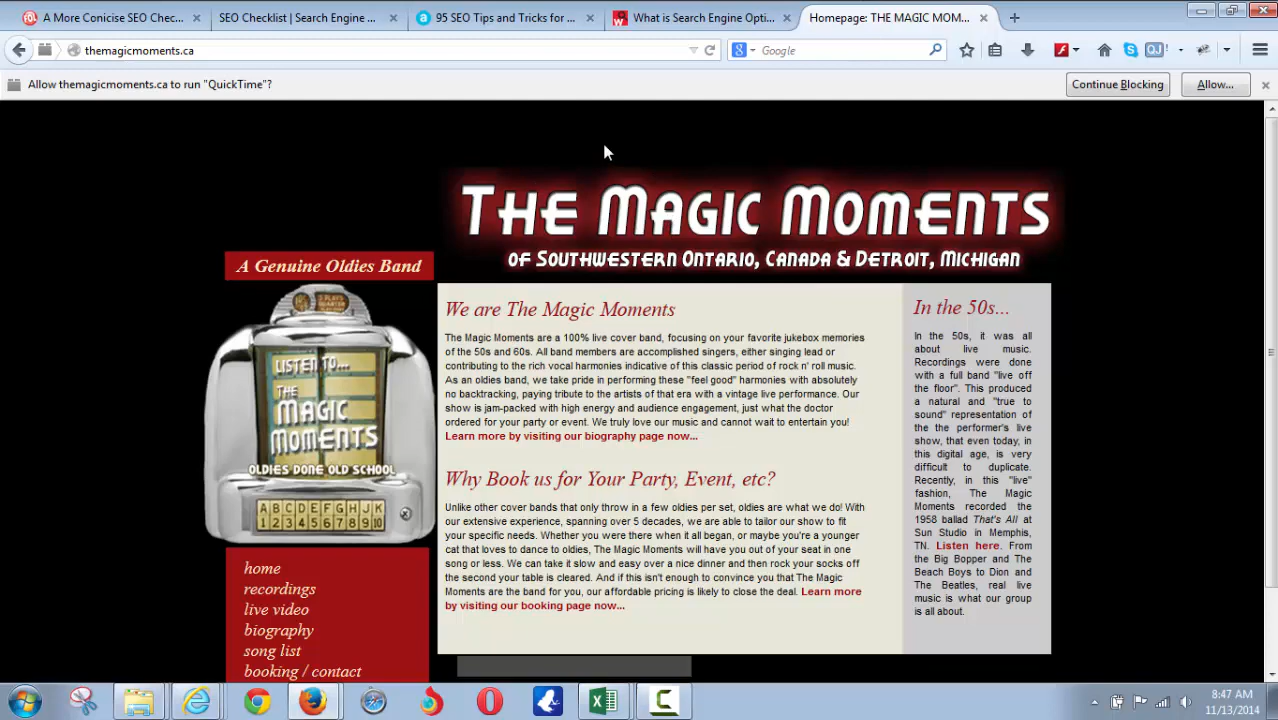 A More Conicise SEO Chec...
SEO Checklist | Search Engine ...
95 SEO Tips and Tricks for ...
What is Search Engine Opti...
Homepage: THE MAGIC MOM...
themagicmoments.ca
Google
Allow themagicmoments.ca to run "QuickTime"?
Continue Blocking
Allow...
THE MAGIC MOMENTS
OF SOUTHWESTERN ONTARIO, CANADA & DETROIT, MICHIGAN
A Genuine Oldies Band
LISTEN TO...
THE
MAGIC
MOMENTS
OLDIES DONE OLD SCHOOL
A B C D E F G H J K
1 2 3 4 5 6 7 8 9 10
home
recordings
live video
biography
song list
booking / contact
We are The Magic Moments
The Magic Moments are a 100% live cover band, focusing on your favorite jukebox memories
of the 50s and 60s. All band members are accomplished singers, either singing lead or
contributing to the rich vocal harmonies indicative of this classic period of rock n' roll music.
As an oldies band, we take pride in performing these "feel good" harmonies with absolutely
no backtracking, paying tribute to the artists of that era with a vintage live performance. Our
show is jam-packed with high energy and audience engagement, just what the doctor
ordered for your party or event. We truly love our music and cannot wait to entertain you!
Learn more by visiting our biography page now...
Why Book us for Your Party, Event, etc?
Unlike other cover bands that only throw in a few oldies per set, oldies are what we do! With
our extensive experience, spanning over 5 decades, we are able to tailor our show to fit
your specific needs. Whether you were there when it all began, or maybe you're a younger
cat that loves to dance to oldies, The Magic Moments will have you out of your seat in one
song or less. We can take it slow and easy over a nice dinner and then rock your socks off
the second your table is cleared. And if this isn't enough to convince you that The Magic
Moments are the band for you, our affordable pricing is likely to close the deal. Learn more
by visiting our booking page now...
In the 50s...
In the 50s, it was all
about live music.
Recordings were done
with a full band "live off
the floor". This produced
a natural and "true to
sound" representation of
the the performer's live
show, that even today, in
this digital age, is very
difficult to duplicate.
Recently, in this "live"
fashion, The Magic
Moments recorded the
1958 ballad That's All at
Sun Studio in Memphis,
TN. Listen here. From
the Big Bopper and The
Beach Boys to Dion and
The Beatles, real live
music is what our group
is all about.
8:47 AM
11/13/2014